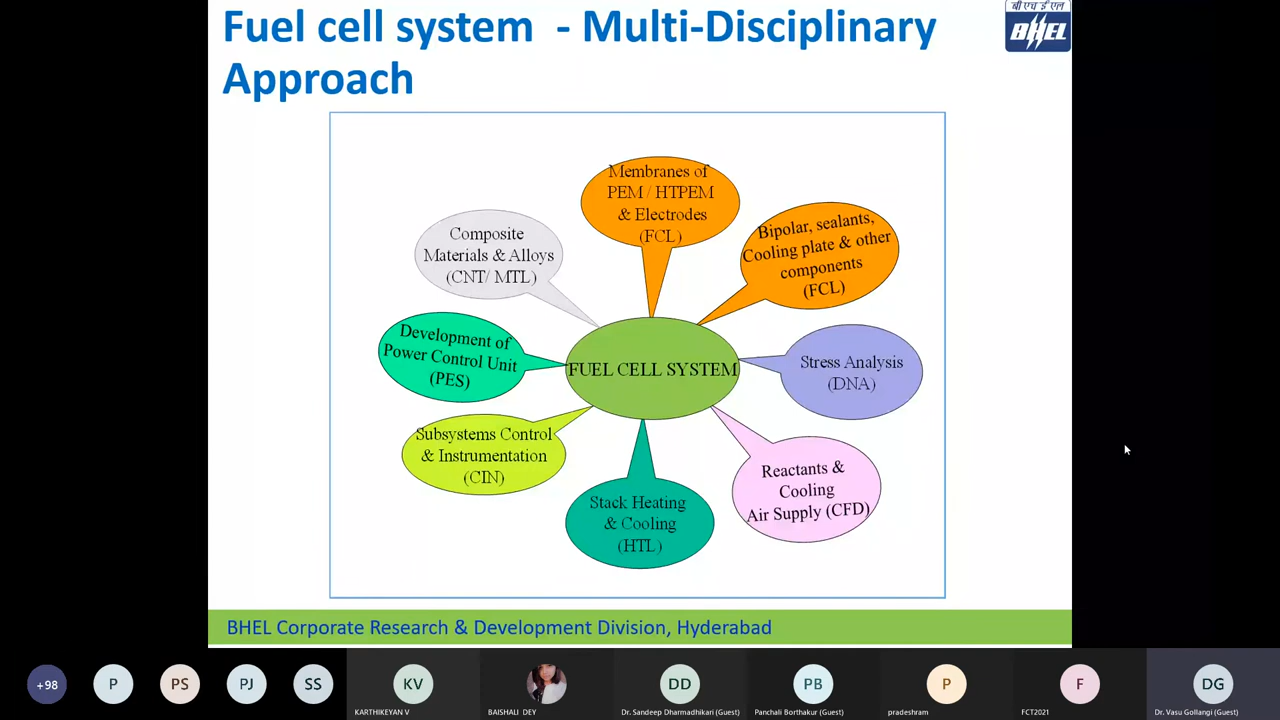 Fuel cell system - Multi-Disciplinary
Approach
बी एच ई एल
BHEL
Membranes of
PEM / HTPEM
& Electrodes
(FCL)
Bipolar, sealants,
Cooling plate & other
components
(FCL)
Composite
Materials & Alloys
(CNT/ MTL)
Development of
Power Control Unit
(PES)
FUEL CELL SYSTEM
Stress Analysis
(DNA)
Subsystems Control
& Instrumentation
(CIN)
Stack Heating
& Cooling
(HTL)
Reactants &
Cooling
Air Supply (CFD)
BHEL Corporate Research & Development Division, Hyderabad
+98
P
PS
PJ
SS
KV
DD
PB
P
F
DG
KARTHIKEYAN V
BAISHALI DEY
Dr. Sandeep Dharmadhikari (Guest)
Panchali Borthakur (Guest)
pradeshram
FCT2021
Dr. Vasu Gollangi (Guest)